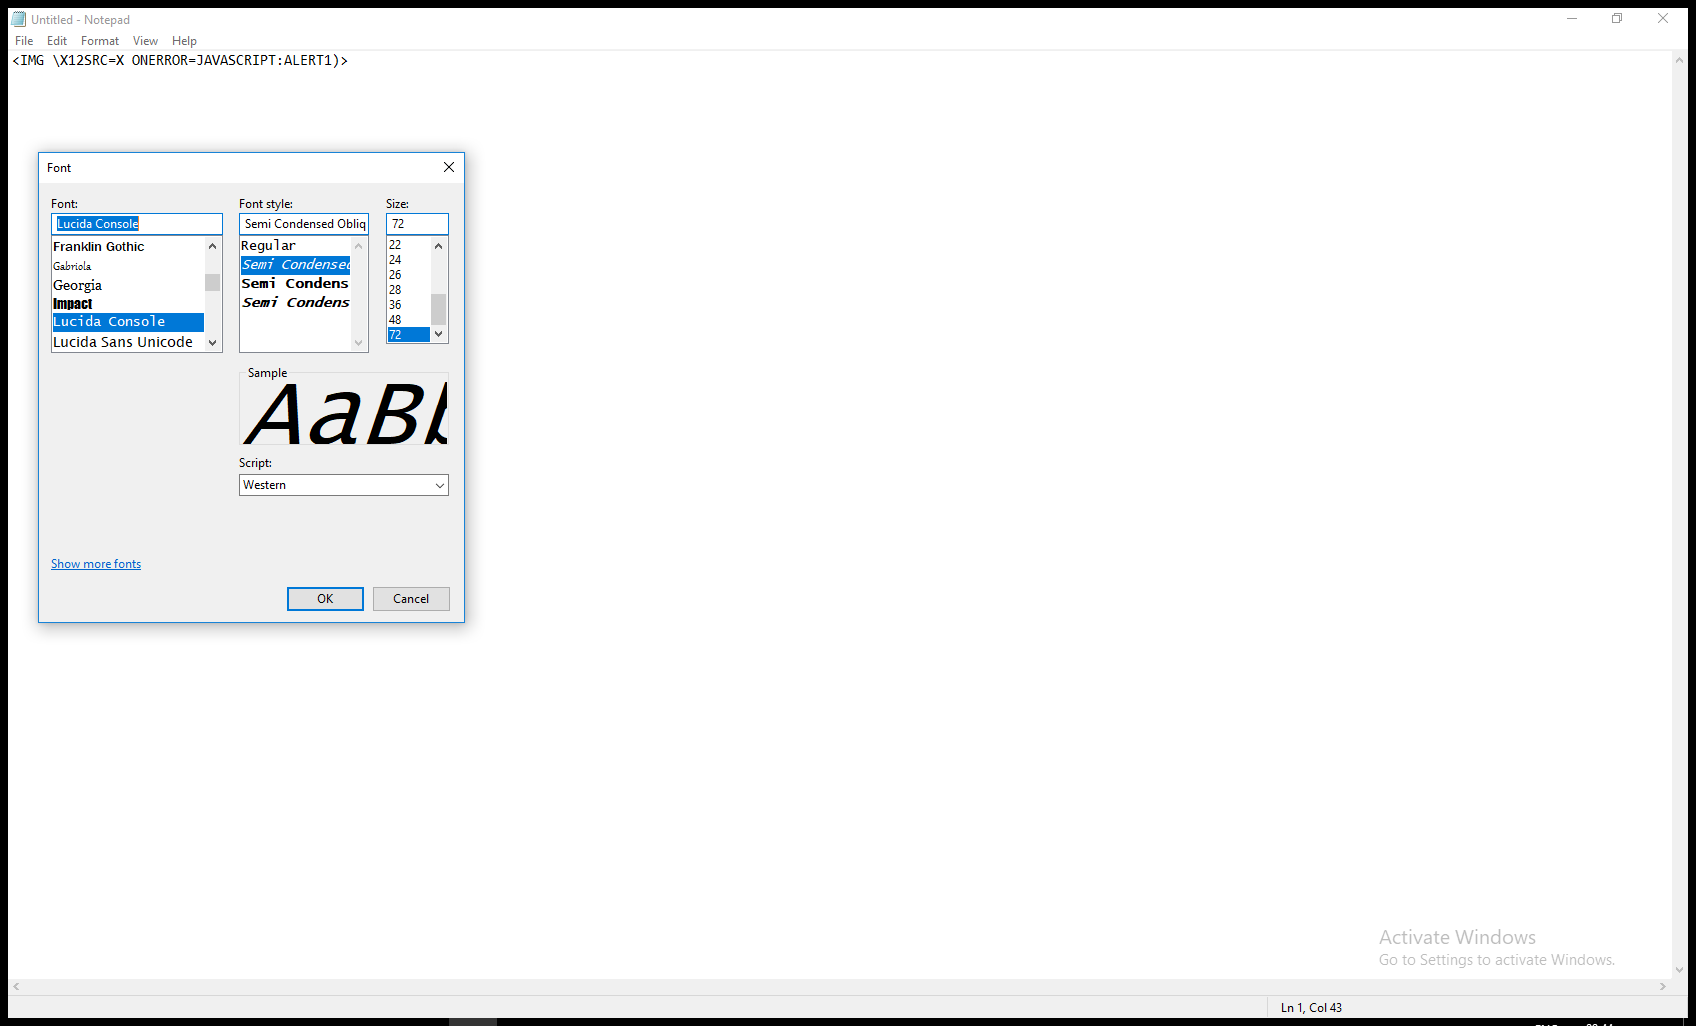 Untitled - Notepad
File Edit Format View Help
<IMG \X12SRC=X ONERROR=JAVASCRIPT:ALERT1)>
Font
Font: Font style: Size:
Lucida Console Semi Condensed Obliq 72
Franklin Gothic
Gabriola
Georgia
Impact
Lucida Console
Lucida Sans Unicode
Regular
Semi Condensed
Semi Condens
Semi Condens
22
24
26
28
36
48
72
Sample
AaBb
Script:
Western
Show more fonts
OK Cancel
Activate Windows
Go to Settings to activate Windows.
Ln 1, Col 43